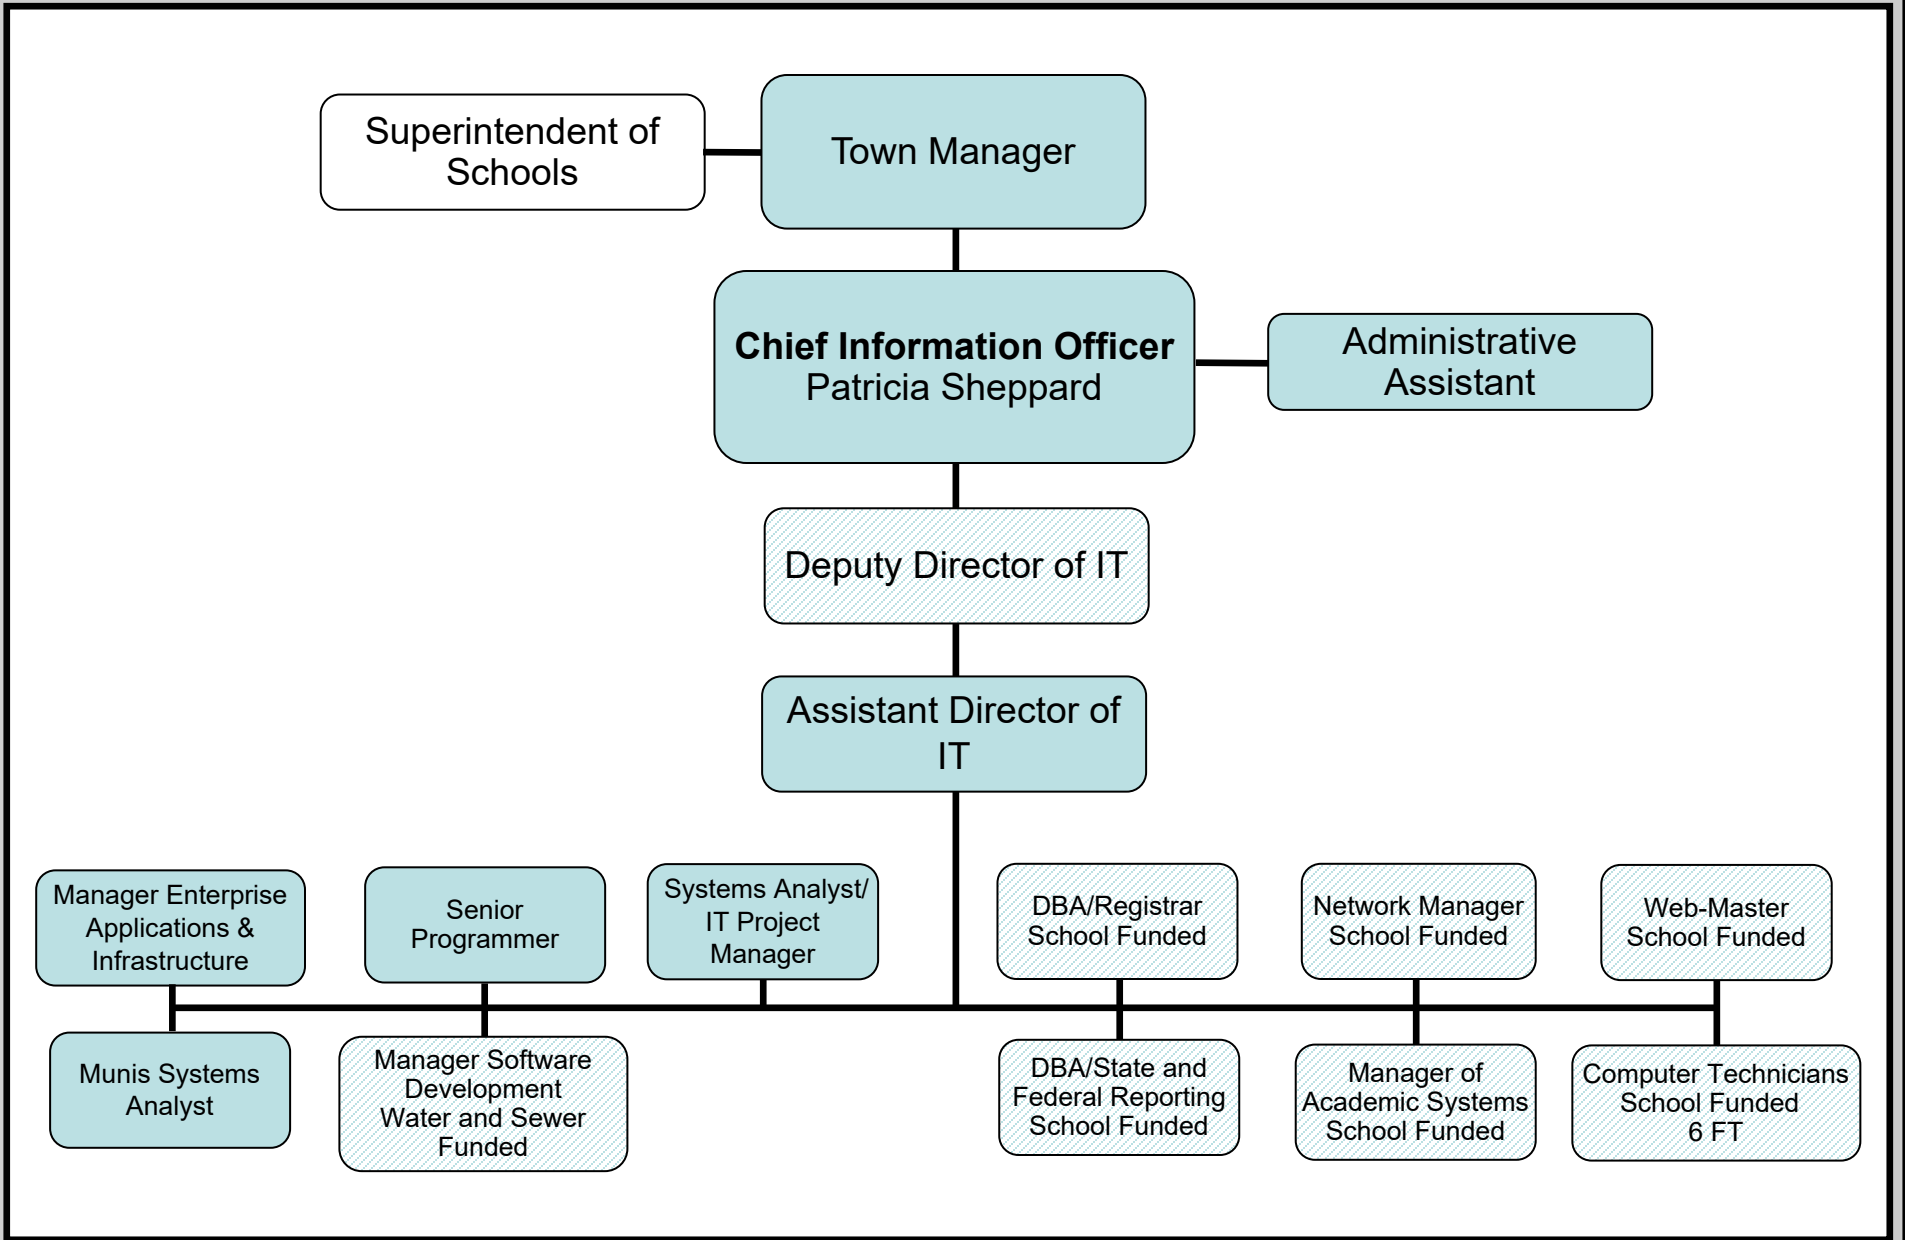 Superintendent of
Schools
Town Manager
Chief Information Officer
Patricia Sheppard
Administrative
Assistant
Deputy Director of IT
Assistant Director of
IT
Manager Enterprise
Applications &
Infrastructure
Senior
Programmer
Systems Analyst/
IT Project
Manager
DBA/Registrar
School Funded
Network Manager
School Funded
Web-Master
School Funded
Munis Systems
Analyst
Manager Software
Development
Water and Sewer
Funded
DBA/State and
Federal Reporting
School Funded
Manager of
Academic Systems
School Funded
Computer Technicians
School Funded
6 FT